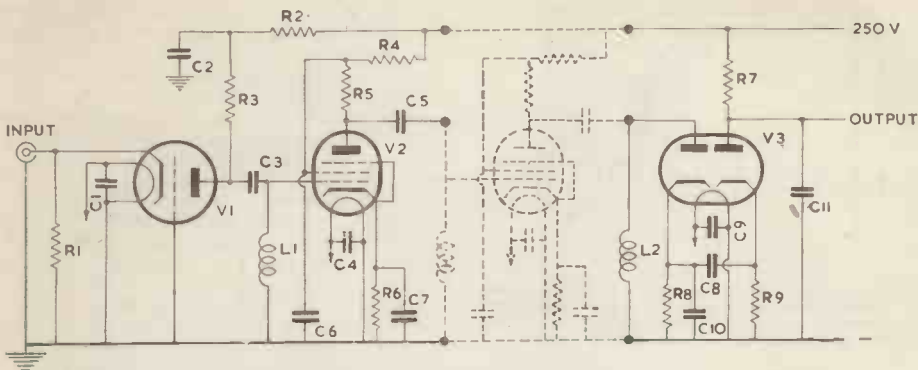 R2
250 V
R4
C2
R3
R5
C5
R7
INPUT
OUTPUT
V3
C3
V2
C1
V1
C11
C9
R1
L1
C4
L2
C8
R6
C7
R8
R9
C6
C10